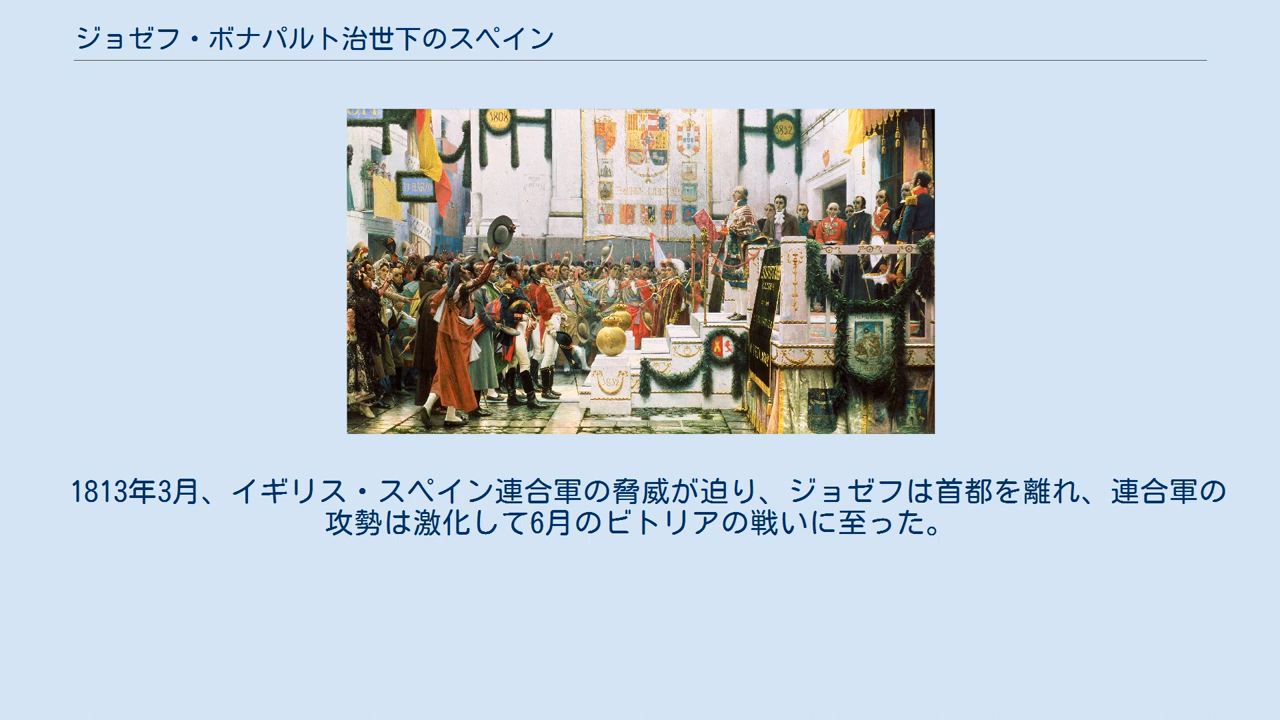 ジョゼフ・ボナパルト治世下のスペイン
1808
1812
1813年3月、イギリス・スペイン連合軍の脅威が迫り、ジョゼフは首都を離れ、連合軍の
攻勢は激化して6月のビトリアの戦いに至った。